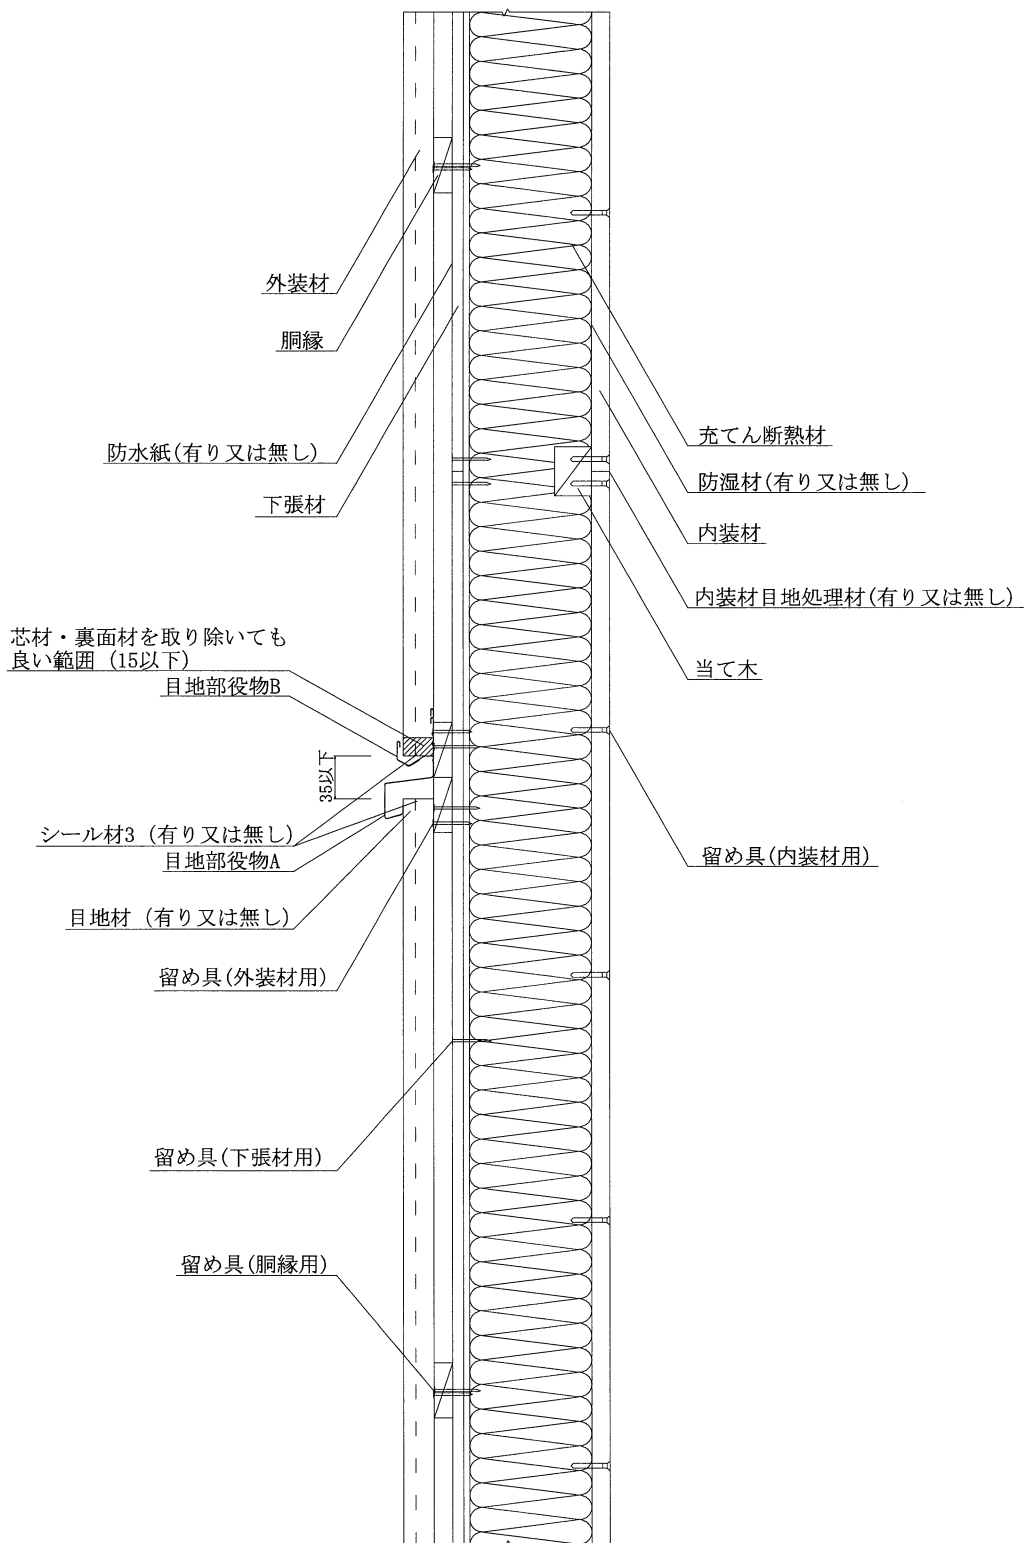 外装材
胴縁
防水紙(有り又は無し)
下張材
芯材・裏面材を取り除いても
良い範囲 (15以下)
目地部役物B
35以下
シール材3 (有り又は無し)
目地部役物A
目地材 (有り又は無し)
留め具(外装材用)
留め具(下張材用)
留め具(胴縁用)
充てん断熱材
防湿材(有り又は無し)
内装材
内装材目地処理材(有り又は無し)
当て木
留め具(内装材用)